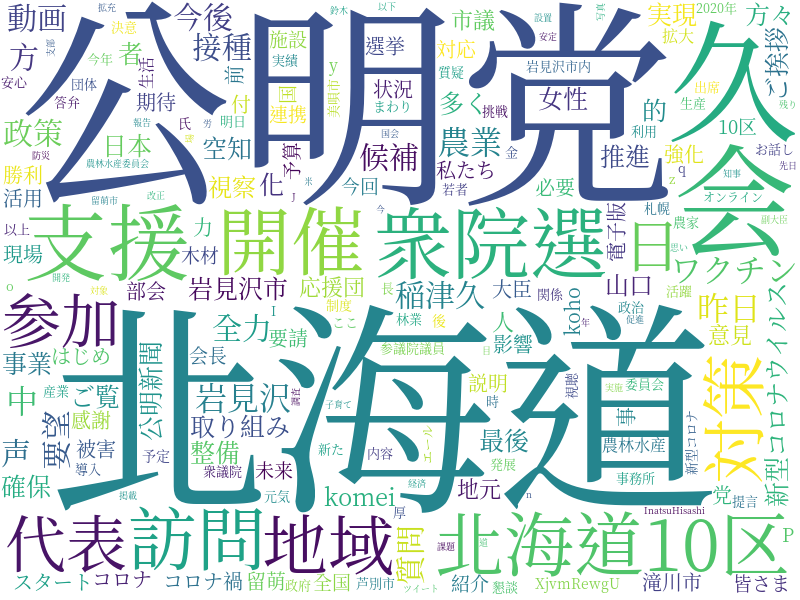 動画
今後
接種
施設
選挙
対応
市議
実現
2020年
方々
拡充
鈴木
以下
設置
写真
安定
拡大
ご挨拶
決意
支部
今年
方
者
前
実績
y
質疑
岩見沢市内
久
安心
団体
生活
国
状況
まわり
多く
挑戦
女性
的
出席
生産
残り
答弁
期待
付
連携
美唄市
国会
10区
政策
報告
明日
公明党
日本
氏
労
空知
予算
候補
農業
私たち
金
推進
利用
強化
q
お話し
知事
先日
防災
農林水産委員会
勝利
視察
化
今回
若者
必要
z
オンライン
会
活用
留萌市
改正
米
J
今
札幌
副大臣
以上
支援
開催
衆院選
日
電子版
農家
思い
現場
力
木材
ワクチン
o
開発
対象
部会
岩見沢市
応援団
長
稲津久
大臣
関係
山口
政治
活躍
参加
全力
制度
I
ここ
林業
後
人
koho
年
促進
昨日
意見
要請
影響
事業
はじめ
公明新聞
会長
参議院議員
日
北海道
対策
新型コロナウイルス
中
産業
ご覧
岩見沢
調査
子育て
視聴
説明
時
実施
委員会
事
要望
感謝
取り組み
新た
エール
最後
農林水産
新型コロナ
声
被害
整備
内容
発展
導入
予定
衆議院
未来
事務所
確保
掲載
元気
経済
komei
地元
n
党
提言
厚
InatsuHisashi
代表
訪問
地域
質問
課題
道
北海道10区
P
スタート
コロナ
コロナ禍
留萌
政府
全国
芦別市
ツイート
紹介
懇談
XjvmRewgU
滝川市
皆さま